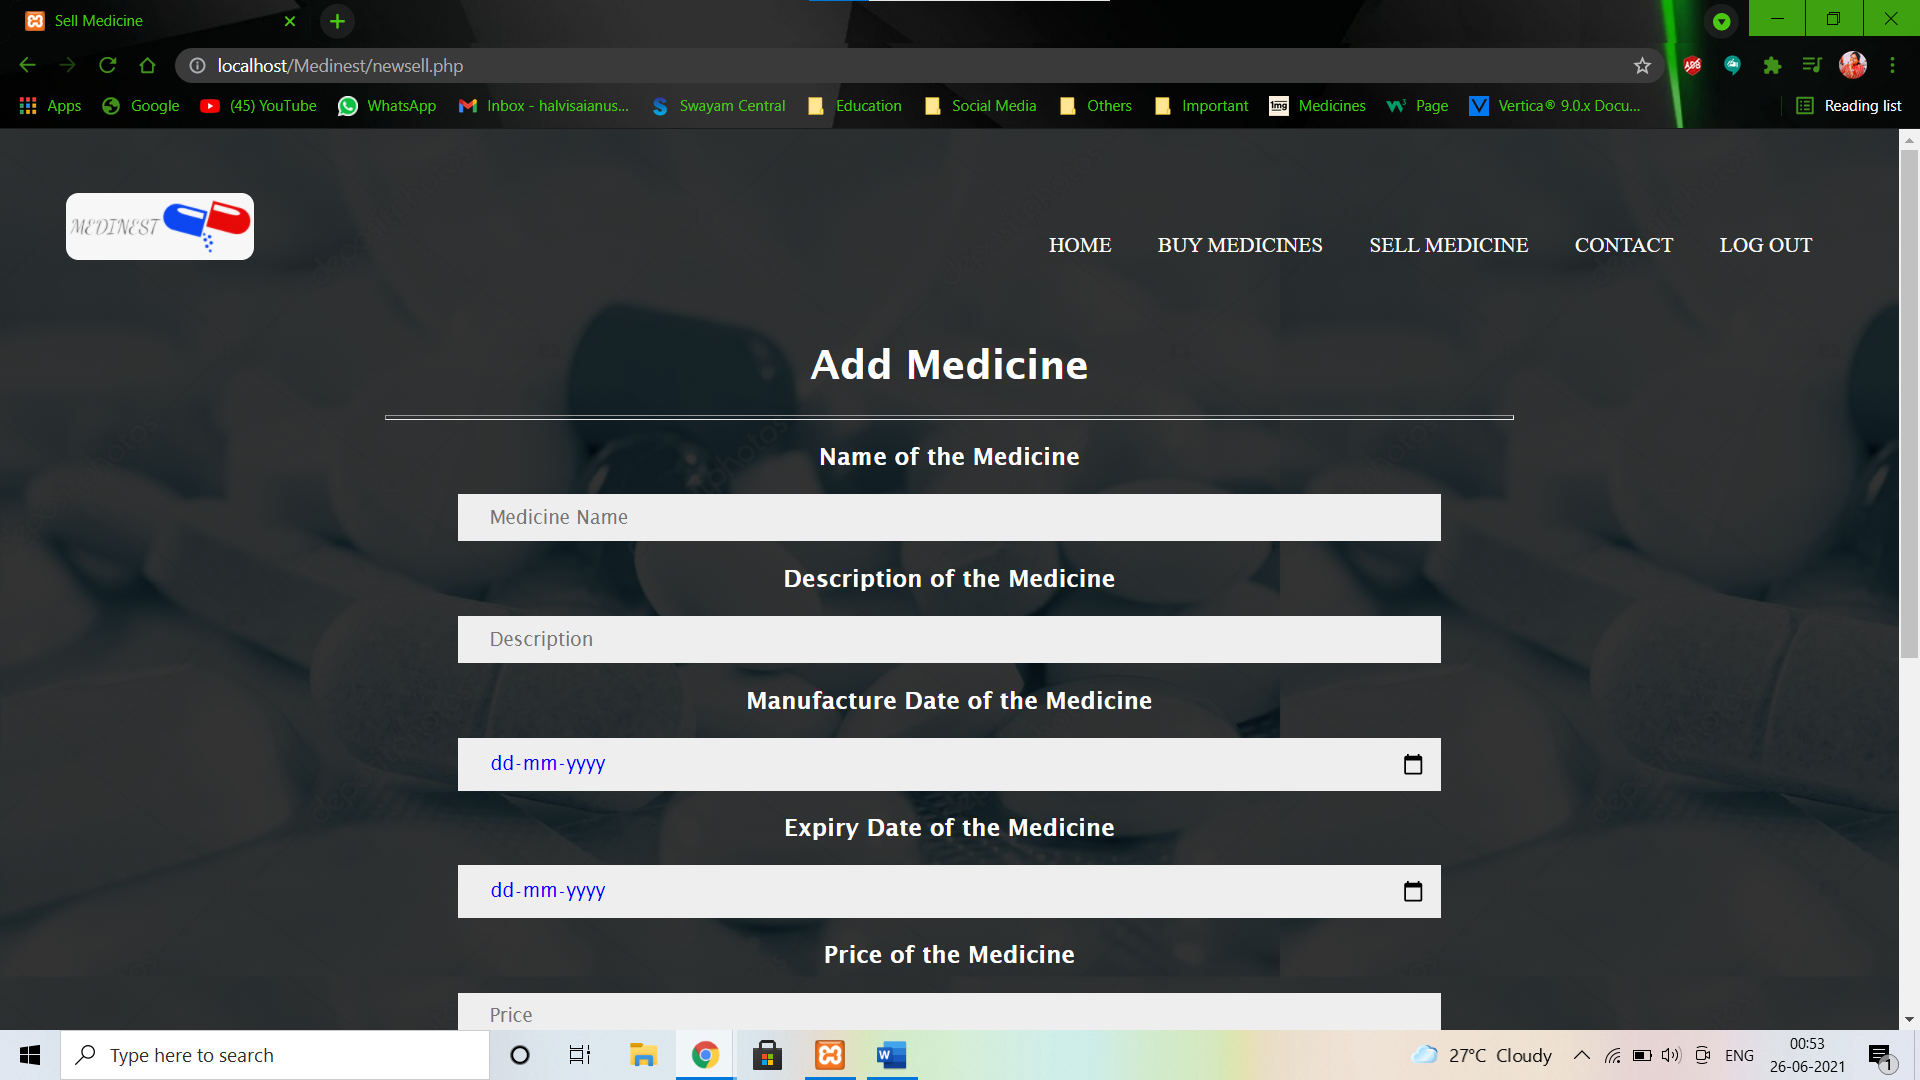 Sell Medicine
localhost/Medinest/newsell.php
ABP
Apps Google (45) YouTube WhatsApp Inbox - halvisaianus... Swayam Central Education Social Media Others Important 1mg Medicines Page Vertica® 9.0.x Docu... Reading list
MEDINEST
HOME BUY MEDICINES SELL MEDICINE CONTACT LOG OUT
Add Medicine
Name of the Medicine
Medicine Name
Description of the Medicine
Description
Manufacture Date of the Medicine
dd-mm-yyyy
Expiry Date of the Medicine
dd-mm-yyyy
Price of the Medicine
Price
Type here to search
27°C Cloudy
ENG
00:53
26-06-2021
1